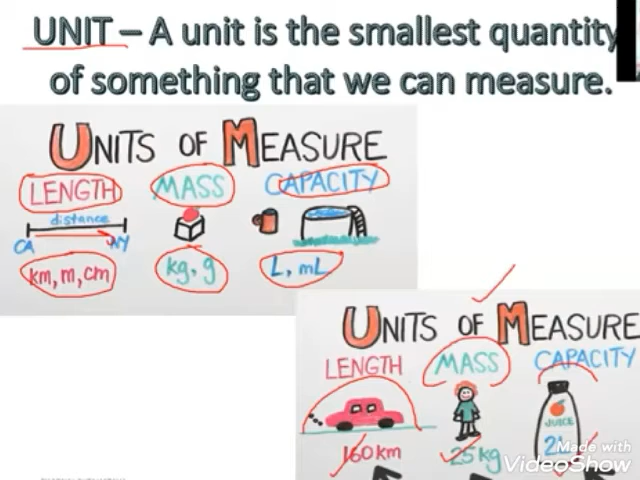 UNIT – A unit is the smallest quantity
of something that we can measure.
UNITS OF MEASURE
LENGTH MASS CAPACITY
distance
CA NY
km, m, cm kg, g L, mL
UNITS OF MEASURE
LENGTH MASS CAPACITY
JUICE
160km 25kg 2
Made with
VideoShow